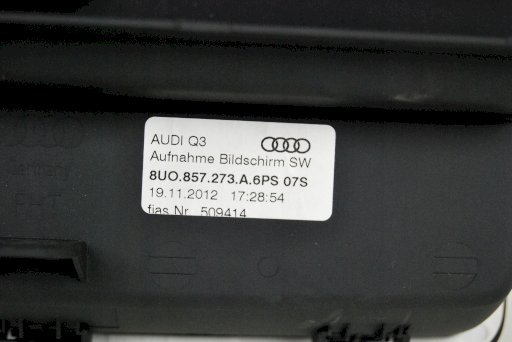 AUDI Q3
Aufnahme Bildschirm SW
8UO.857.273.A.6PS 07S
19.11.2012 17:28:54
fias Nr. 509414